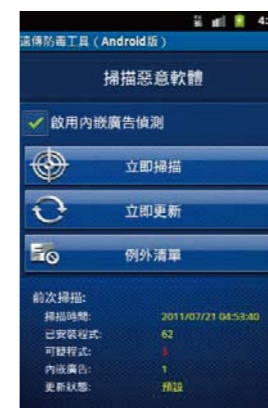 4:
遠傳防毒工具（Android版）
掃描惡意軟體
啟用內嵌廣告偵測
立即掃描
立即更新
例外清單
前次掃描:
掃描時間: 2011/07/21 04:53:40
已安裝程式: 62
可疑程式: 3
內嵌廣告: 1
更新狀態: 預設